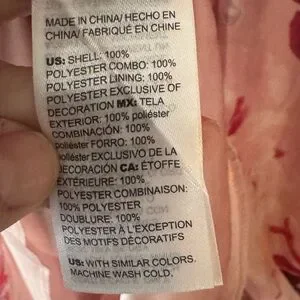 MADE IN CHINA/ HECHO EN
CHINA/ FABRIQUÉ EN CHINE
US: SHELL: 100%
POLYESTER COMBO: 100%
POLYESTER LINING: 100%
POLYESTER EXCLUSIVE OF
DECORATION MX: TELA
EXTERIOR: 100% poliéster
COMBINACIÓN: 100%
poliéster FORRO: 100%
poliéster EXCLUSIVO DE LA
DECORACIÓN CA: ÉTOFFE
EXTÉRIEURE: 100%
POLYESTER COMBINAISON:
100% POLYESTER
DOUBLURE: 100%
POLYESTER À L'EXCEPTION
DES MOTIFS DÉCORATIFS
US: WITH SIMILAR COLORS.
MACHINE WASH COLD,